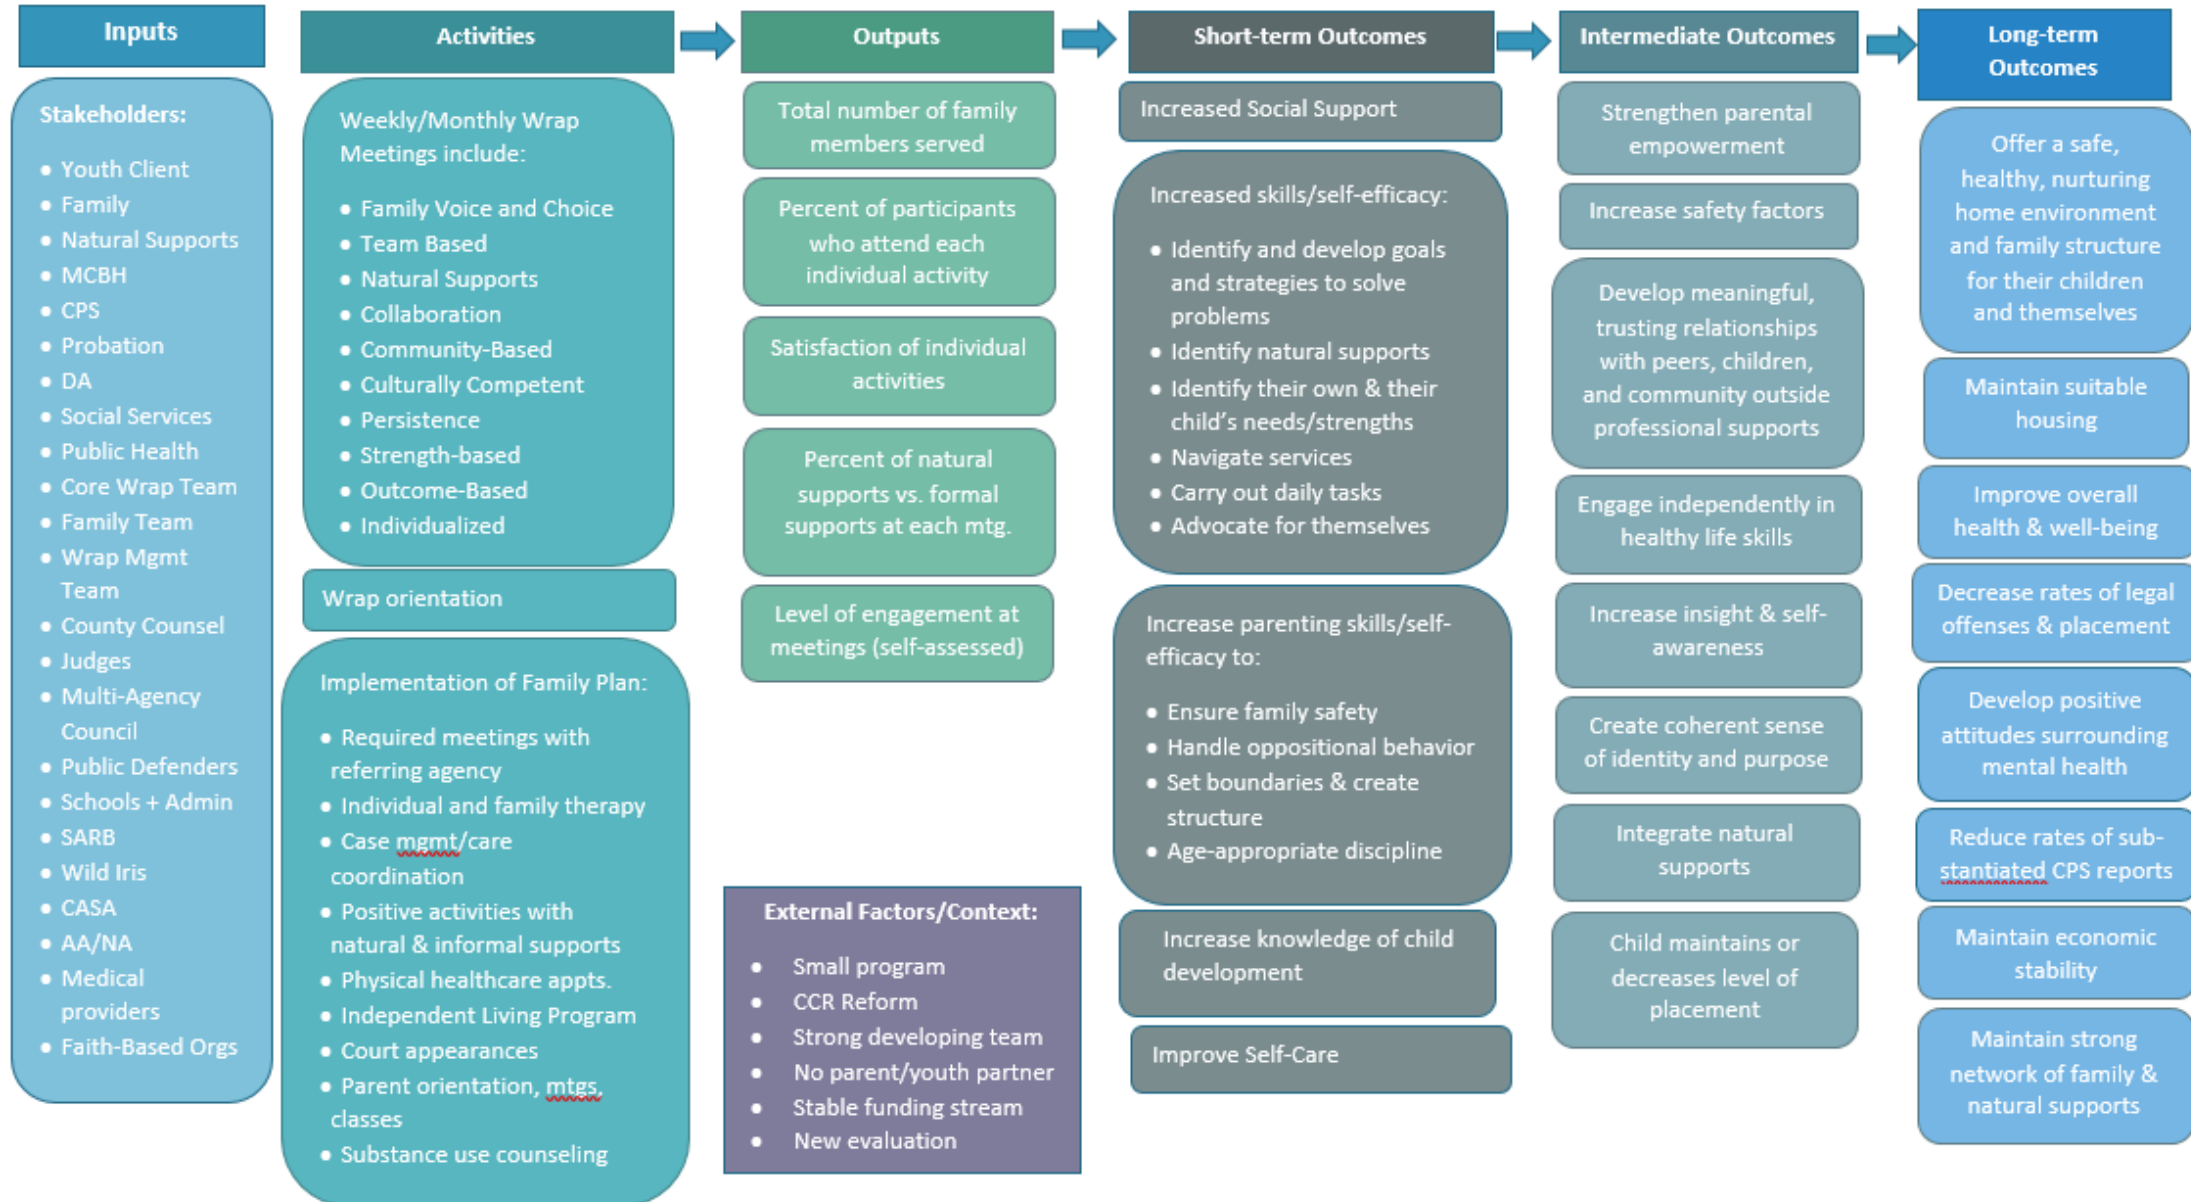 Inputs
Stakeholders:
• Youth Client
• Family
• Natural Supports
• MCBH
• CPS
• Probation
• DA
• Social Services
• Public Health
• Core Wrap Team
• Family Team
• Wrap Mgmt
Team
• County Counsel
• Judges
• Multi-Agency
Council
• Public Defenders
• Schools + Admin
• SARB
• Wild Iris
• CASA
• AA/NA
• Medical
providers
• Faith-Based Orgs
Activities
Weekly/Monthly Wrap
Meetings include:
• Family Voice and Choice
• Team Based
• Natural Supports
• Collaboration
• Community-Based
• Culturally Competent
• Persistence
• Strength-based
• Outcome-Based
• Individualized
Wrap orientation
Implementation of Family Plan:
• Required meetings with
referring agency
• Individual and family therapy
• Case mgmt/care
coordination
• Positive activities with
natural & informal supports
• Physical healthcare appts.
• Independent Living Program
• Court appearances
• Parent orientation, mtgs,
classes
• Substance use counseling
Outputs
Total number of family
members served
Percent of participants
who attend each
individual activity
Satisfaction of individual
activities
Percent of natural
supports vs. formal
supports at each mtg.
Level of engagement at
meetings (self-assessed)
External Factors/Context:
• Small program
• CCR Reform
• Strong developing team
• No parent/youth partner
• Stable funding stream
• New evaluation
Short-term Outcomes
Increased Social Support
Increased skills/self-efficacy:
• Identify and develop goals
and strategies to solve
problems
• Identify natural supports
• Identify their own & their
child's needs/strengths
• Navigate services
• Carry out daily tasks
• Advocate for themselves
Increase parenting skills/self-
efficacy to:
• Ensure family safety
• Handle oppositional behavior
• Set boundaries & create
structure
• Age-appropriate discipline
Increase knowledge of child
development
Improve Self-Care
Intermediate Outcomes
Strengthen parental
empowerment
Increase safety factors
Develop meaningful,
trusting relationships
with peers, children,
and community outside
professional supports
Engage independently in
healthy life skills
Increase insight & self-
awareness
Create coherent sense
of identity and purpose
Integrate natural
supports
Child maintains or
decreases level of
placement
Long-term
Outcomes
Offer a safe,
healthy, nurturing
home environment
and family structure
for their children
and themselves
Maintain suitable
housing
Improve overall
health & well-being
Decrease rates of legal
offenses & placement
Develop positive
attitudes surrounding
mental health
Reduce rates of sub-
stantiated CPS reports
Maintain economic
stability
Maintain strong
network of family &
natural supports